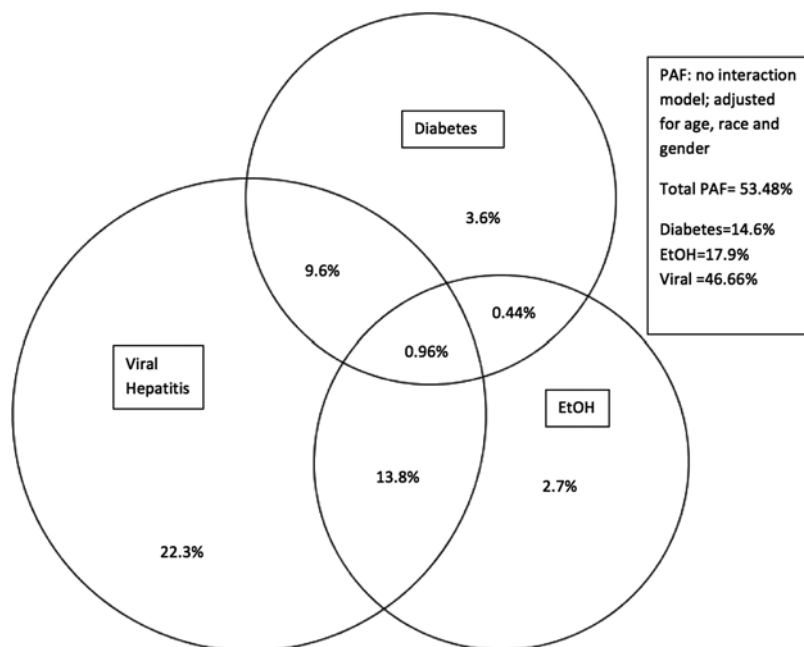 Diabetes
3.6%
9.6%
0.44%
0.96%
Viral
Hepatitis
EtOH
13.8%
2.7%
22.3%
PAF: no interaction
model; adjusted
for age, race and
gender
Total PAF= 53.48%
Diabetes=14.6%
EtOH=17.9%
Viral =46.66%